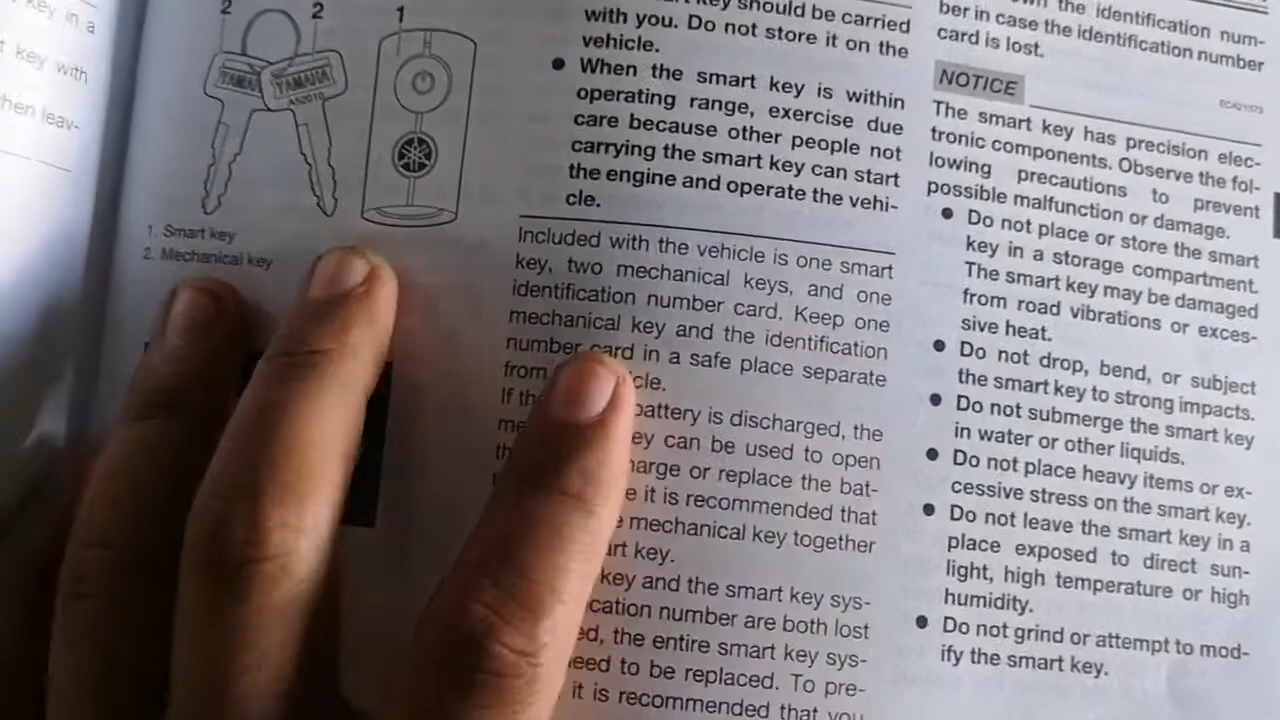 key in a
t key with
hen leav-
2
2
1
YAMAHA
YAMAHA
1. Smart key
2. Mechanical key
key should be carried
with you. Do not store it on the
vehicle.
● When the smart key is within
operating range, exercise due
care because other people not
carrying the smart key can start
the engine and operate the vehi-
cle.
Included with the vehicle is one smart
key, two mechanical keys, and one
identification number card. Keep one
mechanical key and the identification
number card in a safe place separate
from cle.
If th battery is discharged, the
me ey can be used to open
th harge or replace the bat-
e it is recommended that
e mechanical key together
art key.
key and the smart key sys-
cation number are both lost
ed, the entire smart key sys-
eed to be replaced. To pre-
it is recommended that you
the identification num-
ber in case the identification number
card is lost.
NOTICE
The smart key has precision elec-
tronic components. Observe the fol-
lowing precautions to prevent
possible malfunction or damage.
● Do not place or store the smart
key in a storage compartment.
The smart key may be damaged
from road vibrations or exces-
sive heat.
● Do not drop, bend, or subject
the smart key to strong impacts.
● Do not submerge the smart key
in water or other liquids.
● Do not place heavy items or ex-
cessive stress on the smart key.
● Do not leave the smart key in a
place exposed to direct sun-
light, high temperature or high
humidity.
● Do not grind or attempt to mod-
ify the smart key.